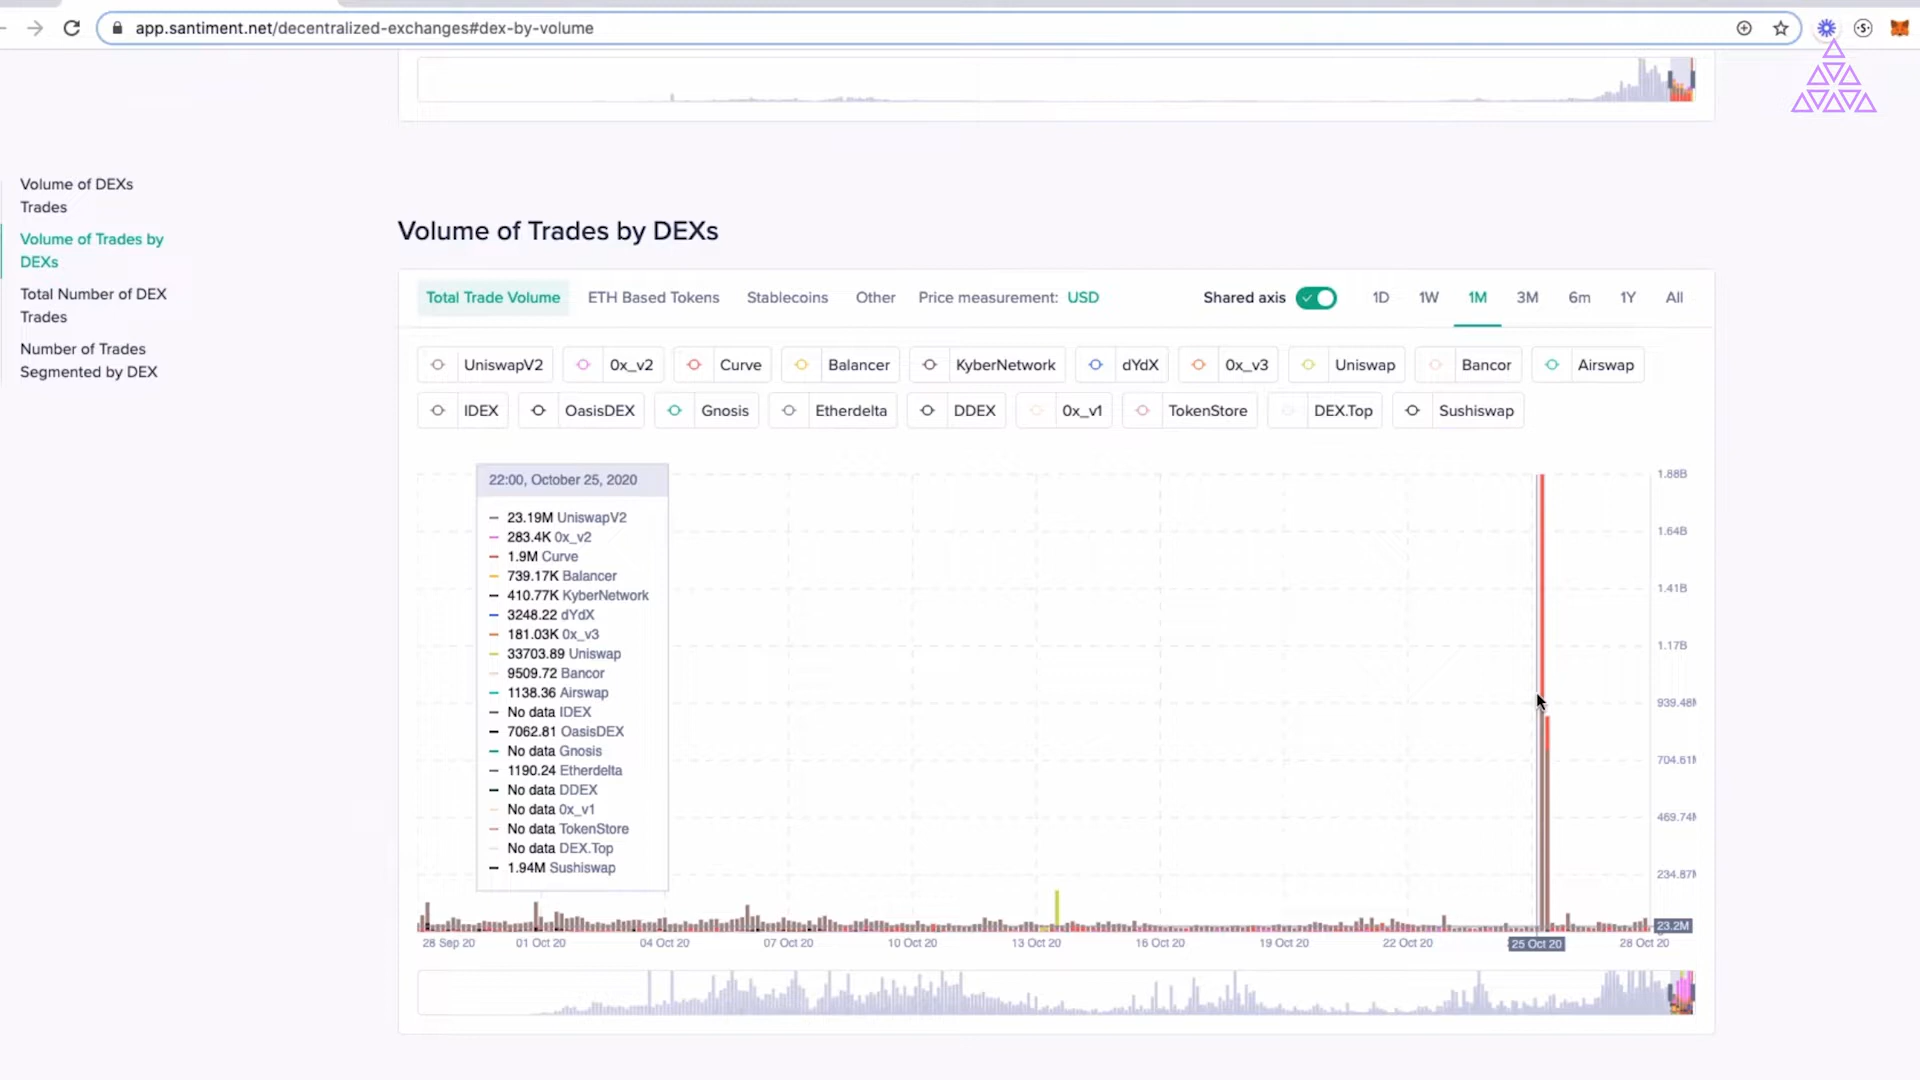 app.santiment.net/decentralized-exchanges#dex-by-volume
Volume of DEXs
Trades
Volume of Trades by
DEXs
Total Number of DEX
Trades
Number of Trades
Segmented by DEX
Volume of Trades by DEXs
Total Trade Volume ETH Based Tokens Stablecoins Other Price measurement: USD Shared axis 1D 1W 1M 3M 6m 1Y All
UniswapV2 0x_v2 Curve Balancer KyberNetwork dYdX 0x_v3 Uniswap Bancor Airswap
IDEX OasisDEX Gnosis Etherdelta DDEX 0x_v1 TokenStore DEX.Top Sushiswap
22:00, October 25, 2020
23.19M UniswapV2
283.4K 0x_v2
1.9M Curve
739.17K Balancer
410.77K KyberNetwork
3248.22 dYdX
181.03K 0x_v3
33703.89 Uniswap
9509.72 Bancor
1138.36 Airswap
No data IDEX
7062.81 OasisDEX
No data Gnosis
1190.24 Etherdelta
No data DDEX
No data 0x_v1
No data TokenStore
No data DEX.Top
1.94M Sushiswap
1.88B
1.64B
1.41B
1.17B
939.48M
704.61M
469.74M
234.87M
23.2M
28 Sep 20 01 Oct 20 04 Oct 20 07 Oct 20 10 Oct 20 13 Oct 20 16 Oct 20 19 Oct 20 22 Oct 20 25 Oct 20 28 Oct 20